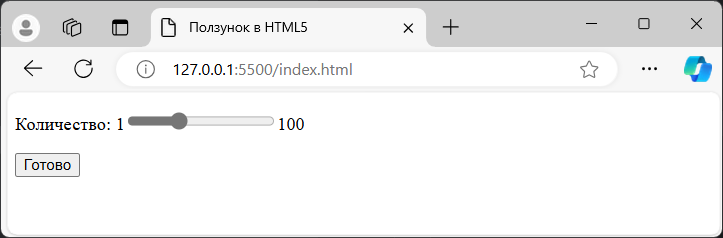 Ползунок в HTML5
127.0.0.1:5500/index.html
Количество: 1 100
Готово